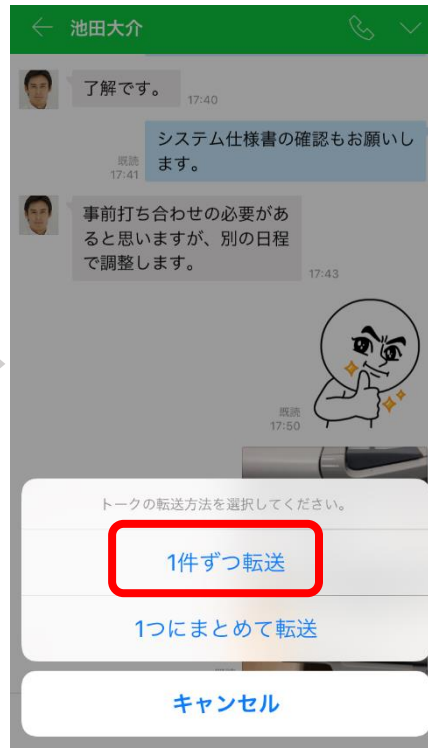 池田大介
了解です。
17:40
システム仕様書の確認もお願いし
ます。
既読
17:41
事前打ち合わせの必要があ
ると思いますが、別の日程
で調整します。
17:43
既読
17:50
トークの転送方法を選択してください。
1件ずつ転送
1つにまとめて転送
キャンセル